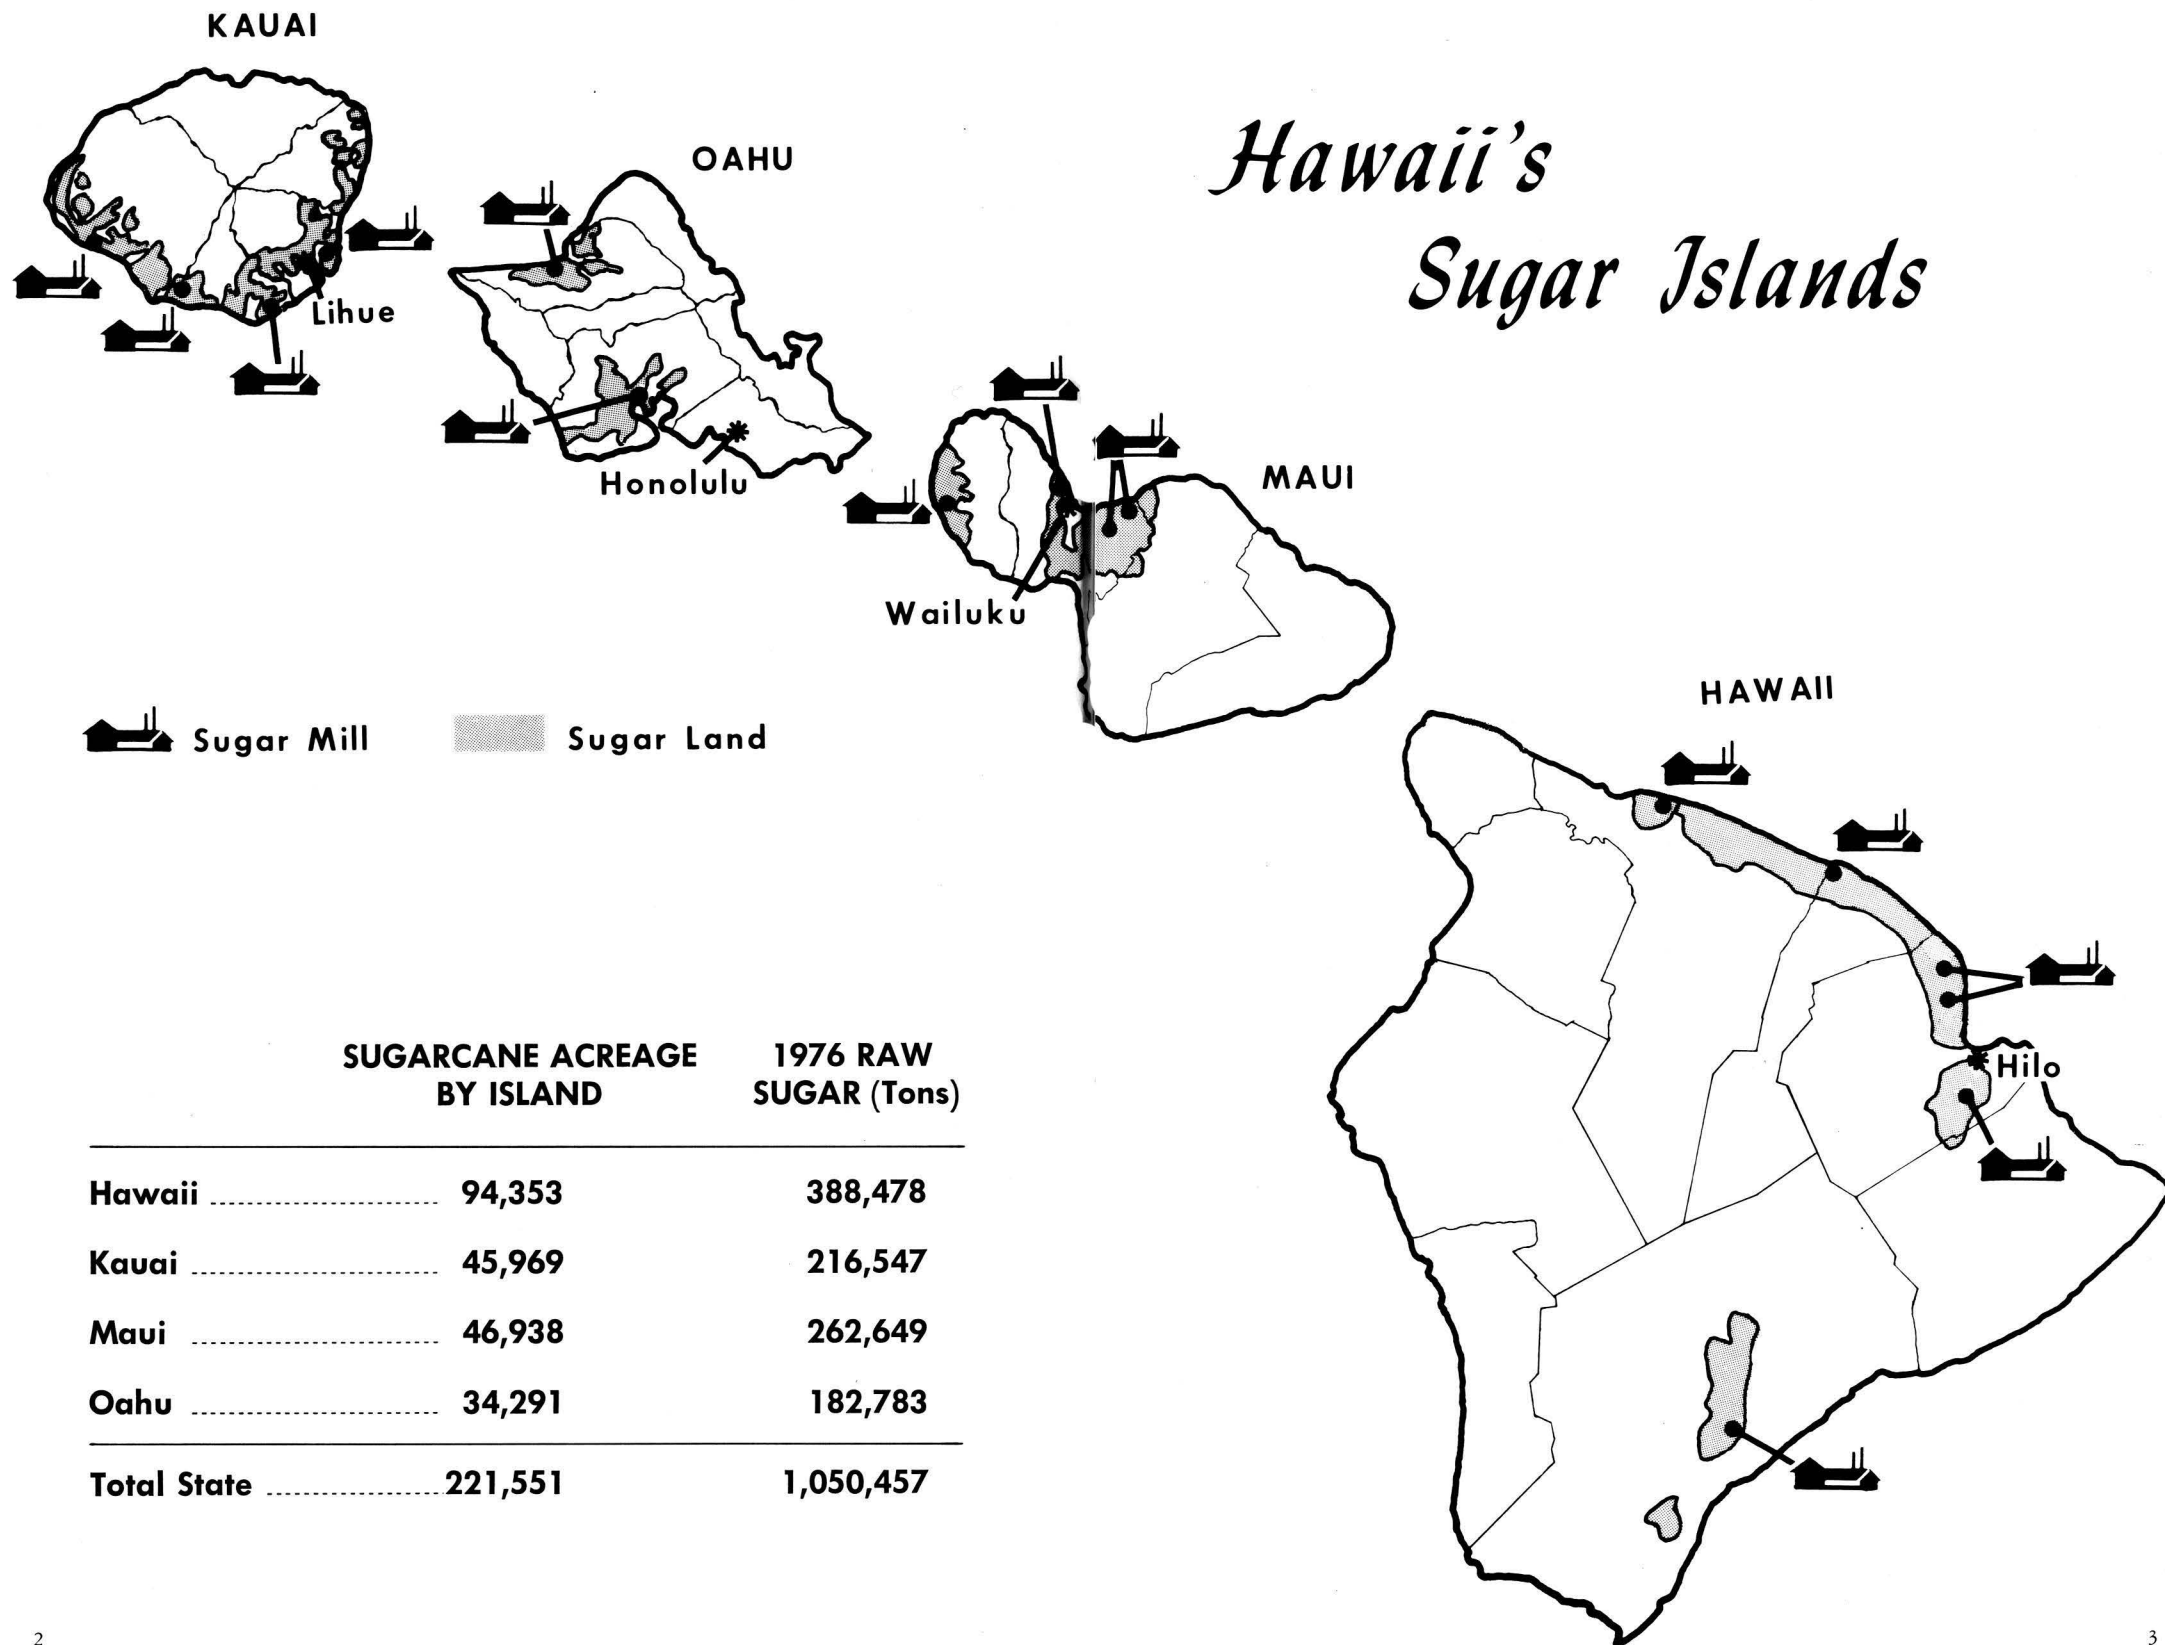 KAUAI
OAHU
Hawaii's
Sugar Islands
Lihue
Honolulu
MAUI
Wailuku
HAWAII
Sugar Mill
Sugar Land
Hilo
SUGARCANE ACREAGE BY ISLAND
1976 RAW SUGAR (Tons)
Hawaii 94,353 388,478
Kauai 45,969 216,547
Maui 46,938 262,649
Oahu 34,291 182,783
Total State 221,551 1,050,457
2
3